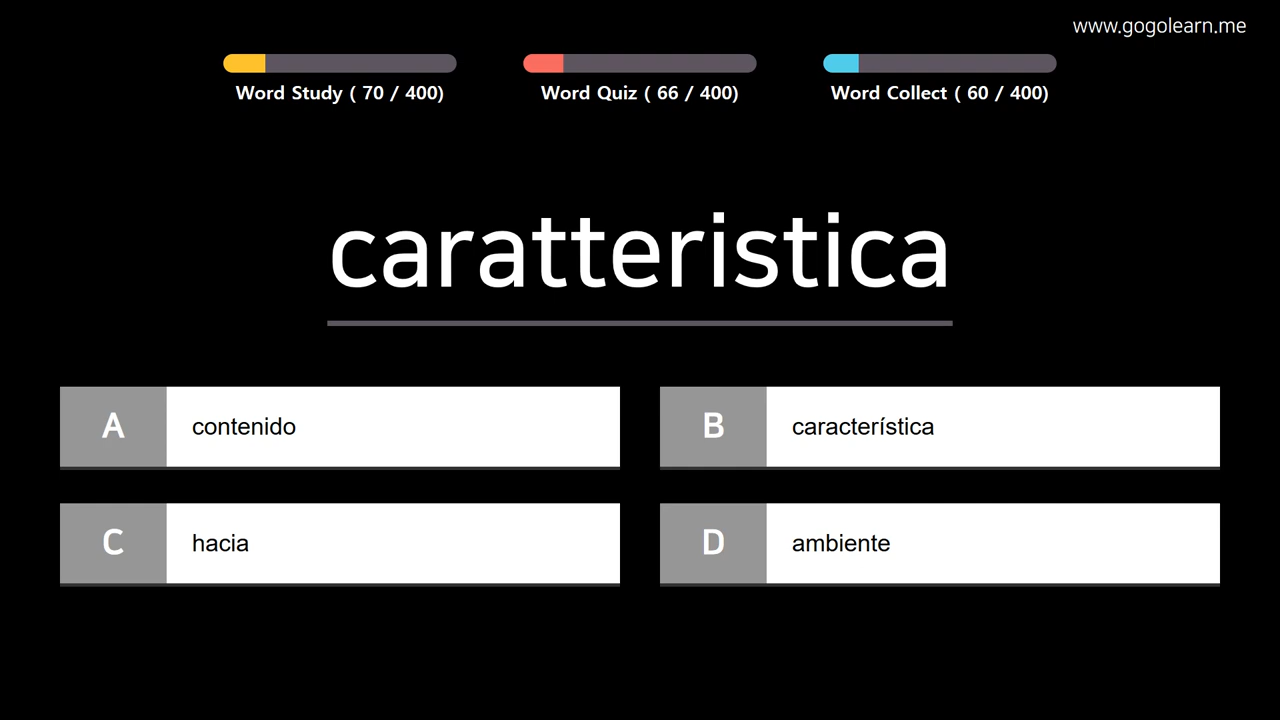 www.gogolearn.me
Word Study ( 70 / 400)
Word Quiz ( 66 / 400)
Word Collect ( 60 / 400)
caratteristica
A contenido
B característica
C hacia
D ambiente